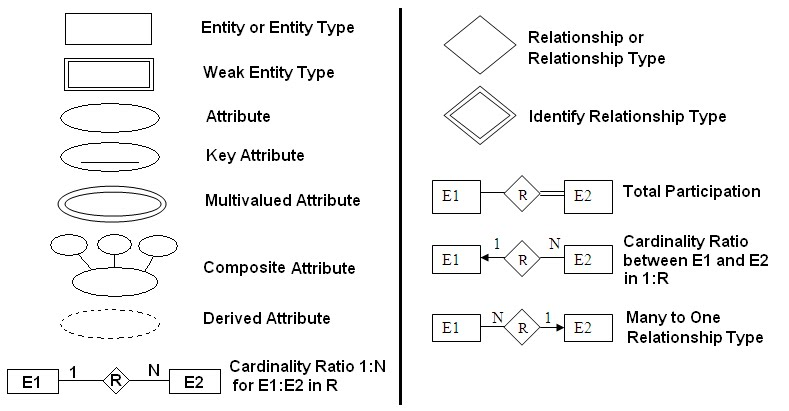 Entity or Entity Type
Weak Entity Type
Attribute
Key Attribute
Multivalued Attribute
Composite Attribute
Derived Attribute
E1 1 R N E2
Cardinality Ratio 1:N
for E1:E2 in R
Relationship or
Relationship Type
Identify Relationship Type
E1 R E2
Total Participation
E1 1 R N E2
Cardinality Ratio
between E1 and E2
in 1:R
E1 N R 1 E2
Many to One
Relationship Type